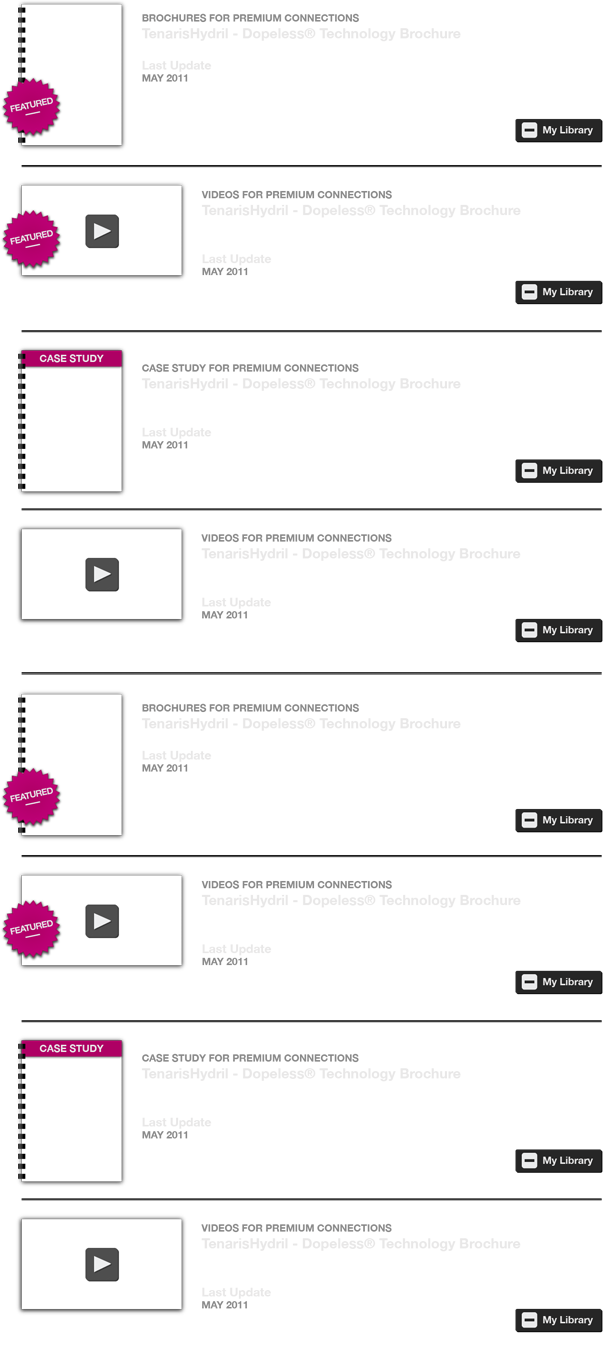 BROCHURES FOR PREMIUM CONNECTIONS
TenarisHydril - Dopeless® Technology Brochure
Last Update
MAY 2011
FEATURED
My Library
VIDEOS FOR PREMIUM CONNECTIONS
TenarisHydril - Dopeless® Technology Brochure
FEATURED
Last Update
MAY 2011
My Library
CASE STUDY
CASE STUDY FOR PREMIUM CONNECTIONS
TenarisHydril - Dopeless® Technology Brochure
Last Update
MAY 2011
My Library
VIDEOS FOR PREMIUM CONNECTIONS
TenarisHydril - Dopeless® Technology Brochure
Last Update
MAY 2011
My Library
BROCHURES FOR PREMIUM CONNECTIONS
TenarisHydril - Dopeless® Technology Brochure
Last Update
MAY 2011
FEATURED
My Library
VIDEOS FOR PREMIUM CONNECTIONS
TenarisHydril - Dopeless® Technology Brochure
FEATURED
Last Update
MAY 2011
My Library
CASE STUDY
CASE STUDY FOR PREMIUM CONNECTIONS
TenarisHydril - Dopeless® Technology Brochure
Last Update
MAY 2011
My Library
VIDEOS FOR PREMIUM CONNECTIONS
TenarisHydril - Dopeless® Technology Brochure
Last Update
MAY 2011
My Library